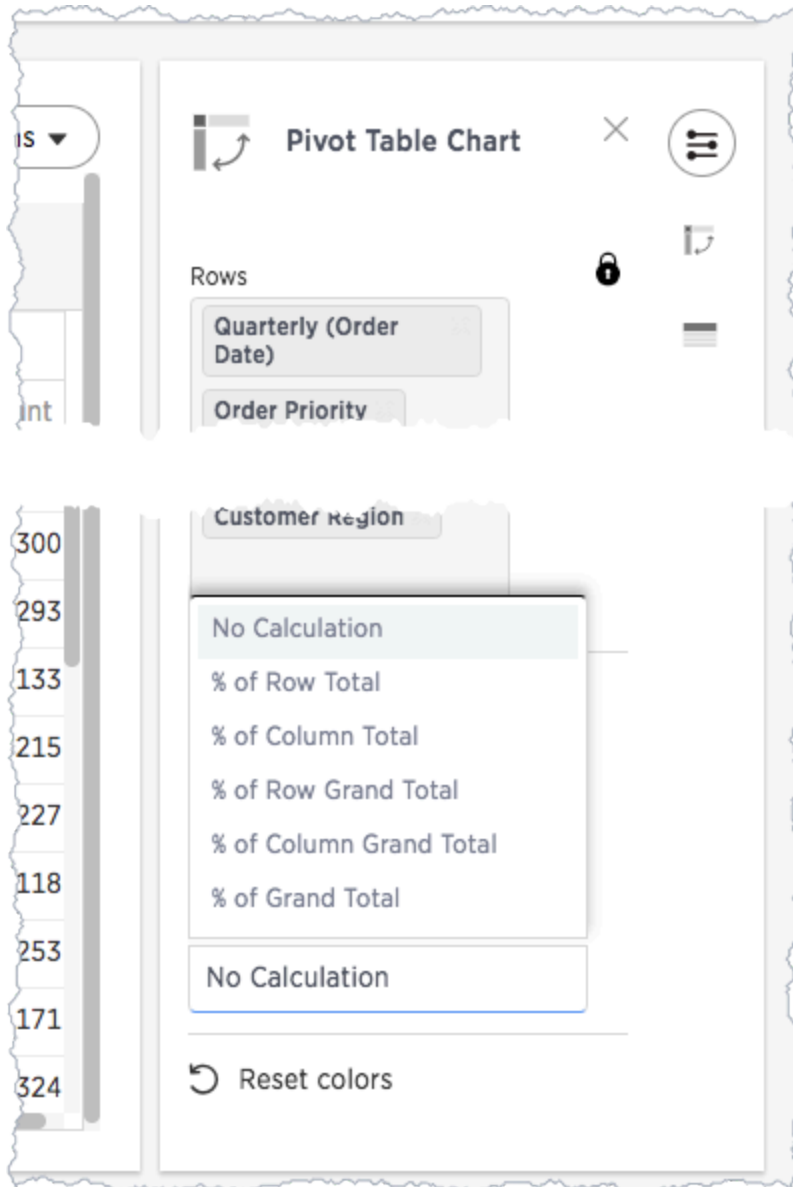 Pivot Table Chart
Rows
Quarterly (Order
Date)
Order Priority
Customer Region
300
293
133
215
227
118
253
171
324
No Calculation
% of Row Total
% of Column Total
% of Row Grand Total
% of Column Grand Total
% of Grand Total
No Calculation
Reset colors